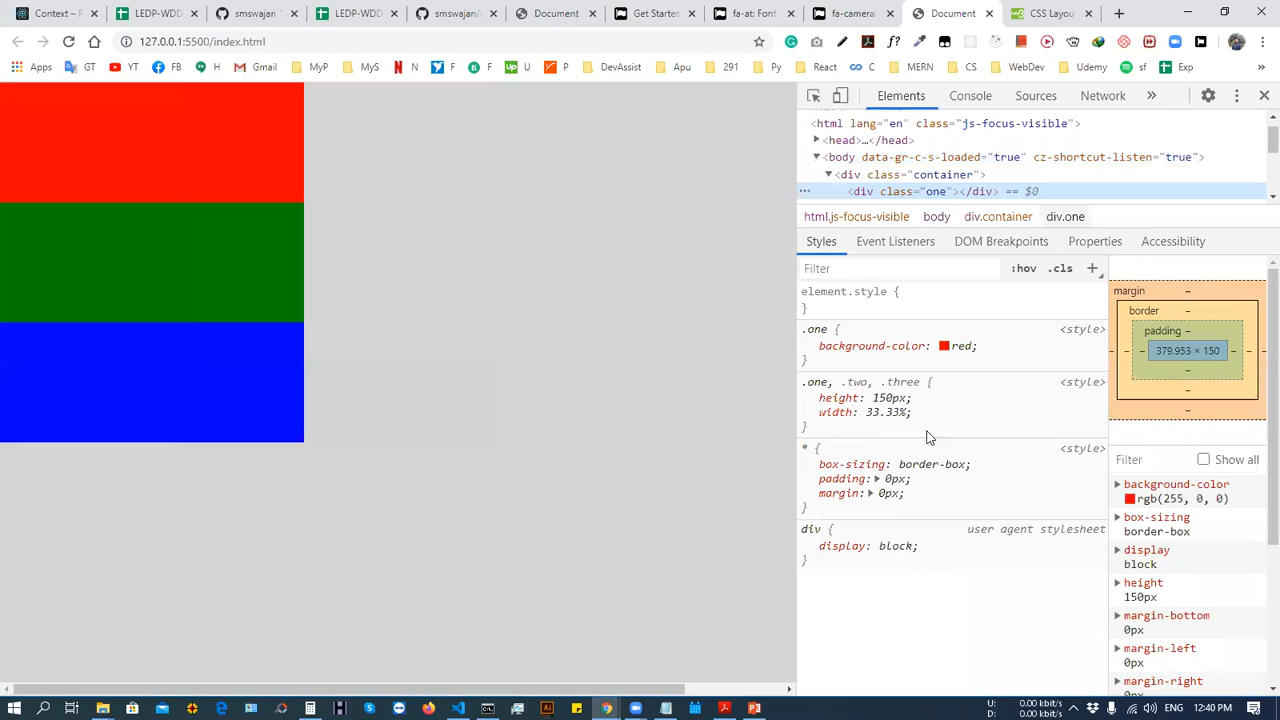 Context – R
LEDP-WDD
smswajan
LEDP-WDD
smswajan/
Document
Get Started
fa-at: Font
fa-camera:
Document
CSS Layou
127.0.0.1:5500/index.html
Apps
GT
YT
FB
H
Gmail
MyP
MyS
N
F
F
Up U
P
DevAssist
Apu
291
Py
React
C
MERN
CS
WebDev
Udemy
sf
Exp
Elements
Console
Sources
Network
<html lang="en" class="js-focus-visible">
<head>…</head>
<body data-gr-c-s-loaded="true" cz-shortcut-listen="true">
<div class="container">
<div class="one"></div> == $0
html.js-focus-visible
body
div.container
div.one
Styles
Event Listeners
DOM Breakpoints
Properties
Accessibility
Filter
:hov
.cls
element.style {
}
.one {
<style>
background-color: red;
}
.one, .two, .three {
<style>
height: 150px;
width: 33.33%;
}
* {
<style>
box-sizing: border-box;
padding: 0px;
margin: 0px;
}
div {
user agent stylesheet
display: block;
}
margin
–
border
–
padding –
379.953 × 150
Filter
Show all
background-color
rgb(255, 0, 0)
box-sizing
border-box
display
block
height
150px
margin-bottom
0px
margin-left
0px
margin-right
0px
U: 0.00 kbit/s
D: 0.00 kbit/s
12:40 PM